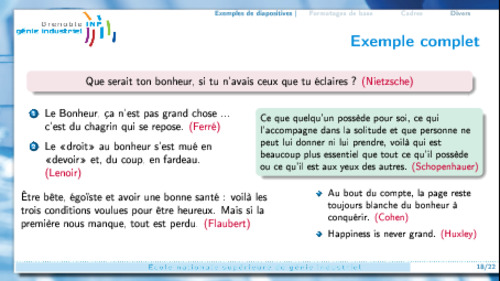 Grenoble INP
génie industriel
Exemples de diapositives | Formatages de base Cadres Divers
Exemple complet
Que serait ton bonheur, si tu n'avais ceux que tu éclaires ? (Nietzsche)
1 Le Bonheur, ça n'est pas grand chose ...
c'est du chagrin qui se repose. (Ferré)
2 Le «droit» au bonheur s'est mué en
«devoir» et, du coup, en fardeau.
(Lenoir)
Être bête, égoïste et avoir une bonne santé : voilà les
trois conditions voulues pour être heureux. Mais si la
première nous manque, tout est perdu. (Flaubert)
Ce que quelqu'un possède pour soi, ce qui
l'accompagne dans la solitude et que personne ne
peut lui donner ni lui prendre, voilà qui est
beaucoup plus essentiel que tout ce qu'il possède
ou ce qu'il est aux yeux des autres. (Schopenhauer)
Au bout du compte, la page reste
toujours blanche du bonheur à
conquérir. (Cohen)
Happiness is never grand. (Huxley)
École nationale supérieure de génie industriel
18/22